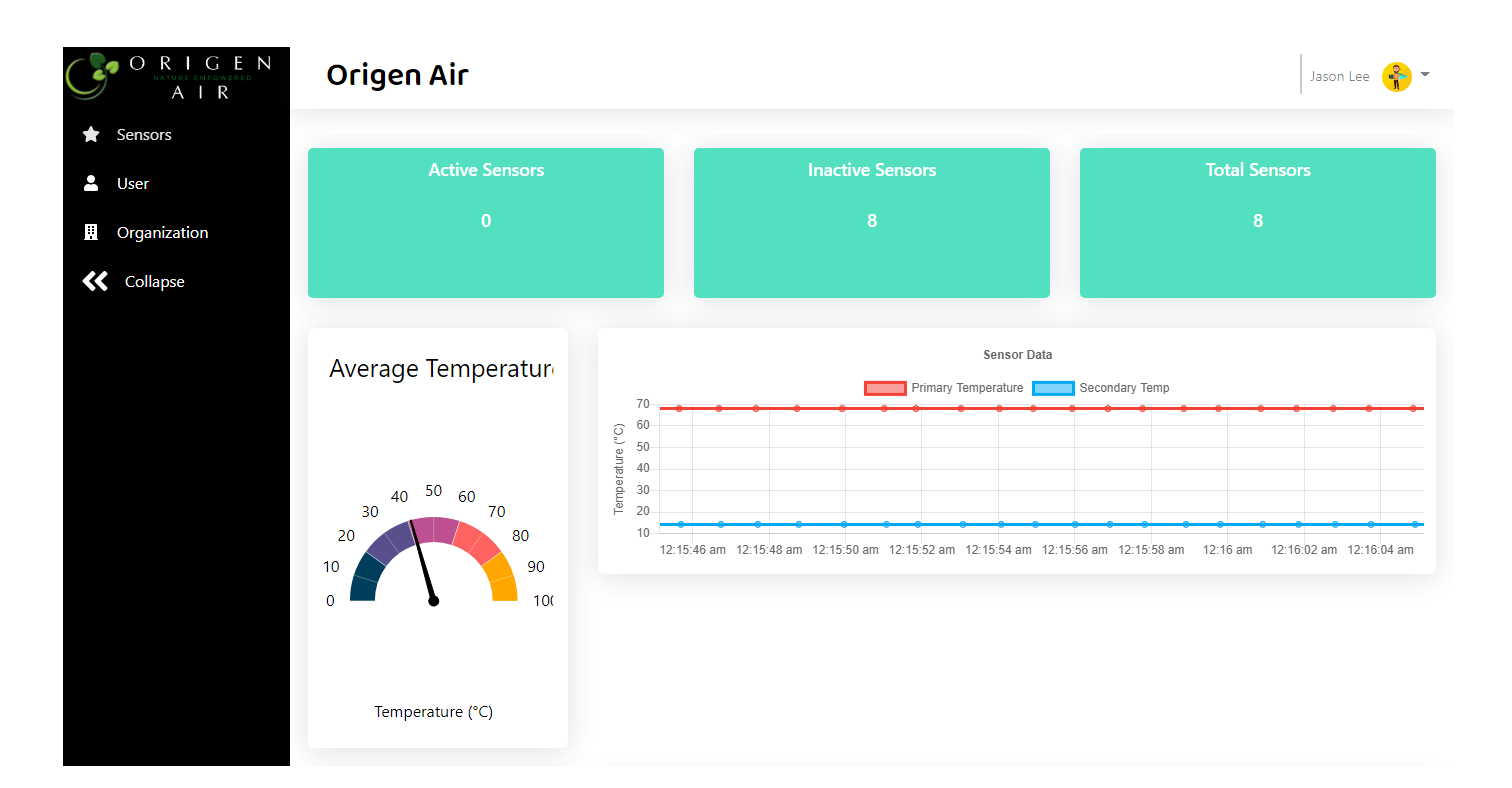 ORIGEN
NATURE EMPOWERED
AIR
Origen Air
Jason Lee
Sensors
User
Organization
Collapse
Active Sensors
0
Inactive Sensors
8
Total Sensors
8
Average Temperatur
0
10
20
30
40
50
60
70
80
90
100
Temperature (°C)
Sensor Data
Primary Temperature Secondary Temp
Temperature (°C)
70
60
50
40
30
20
10
12:15:46 am 12:15:48 am 12:15:50 am 12:15:52 am 12:15:54 am 12:15:56 am 12:15:58 am 12:16 am 12:16:02 am 12:16:04 am